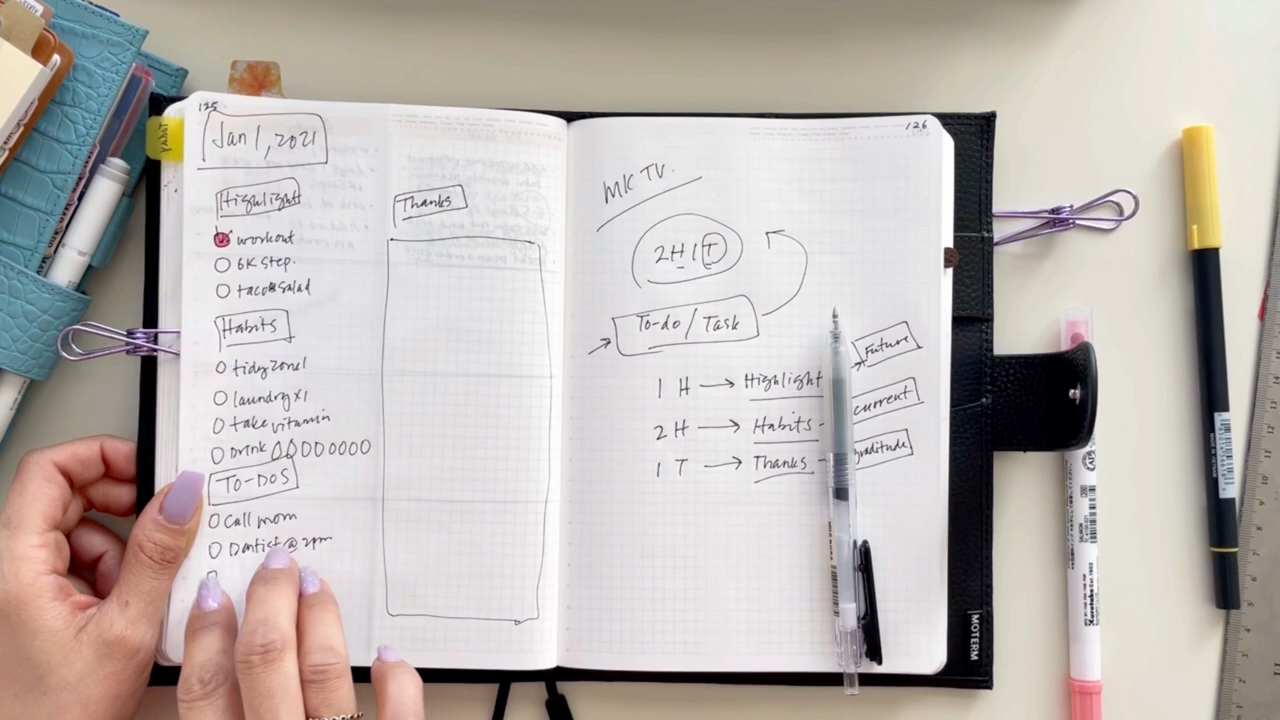 125
Jan 1, 2021
Highlight
workout
6K step.
taco&salad
Habits
tidy zone1
laundry x1
take vitamin
Drink
TO-DOS
Call mom
Dentist @ 2pm
Thanks
126
MK TV.
2H1T
To-do / Task
1 H → Highlight
Future
2 H → Habits -
current
1 T → Thanks -
graditude
MOTERM